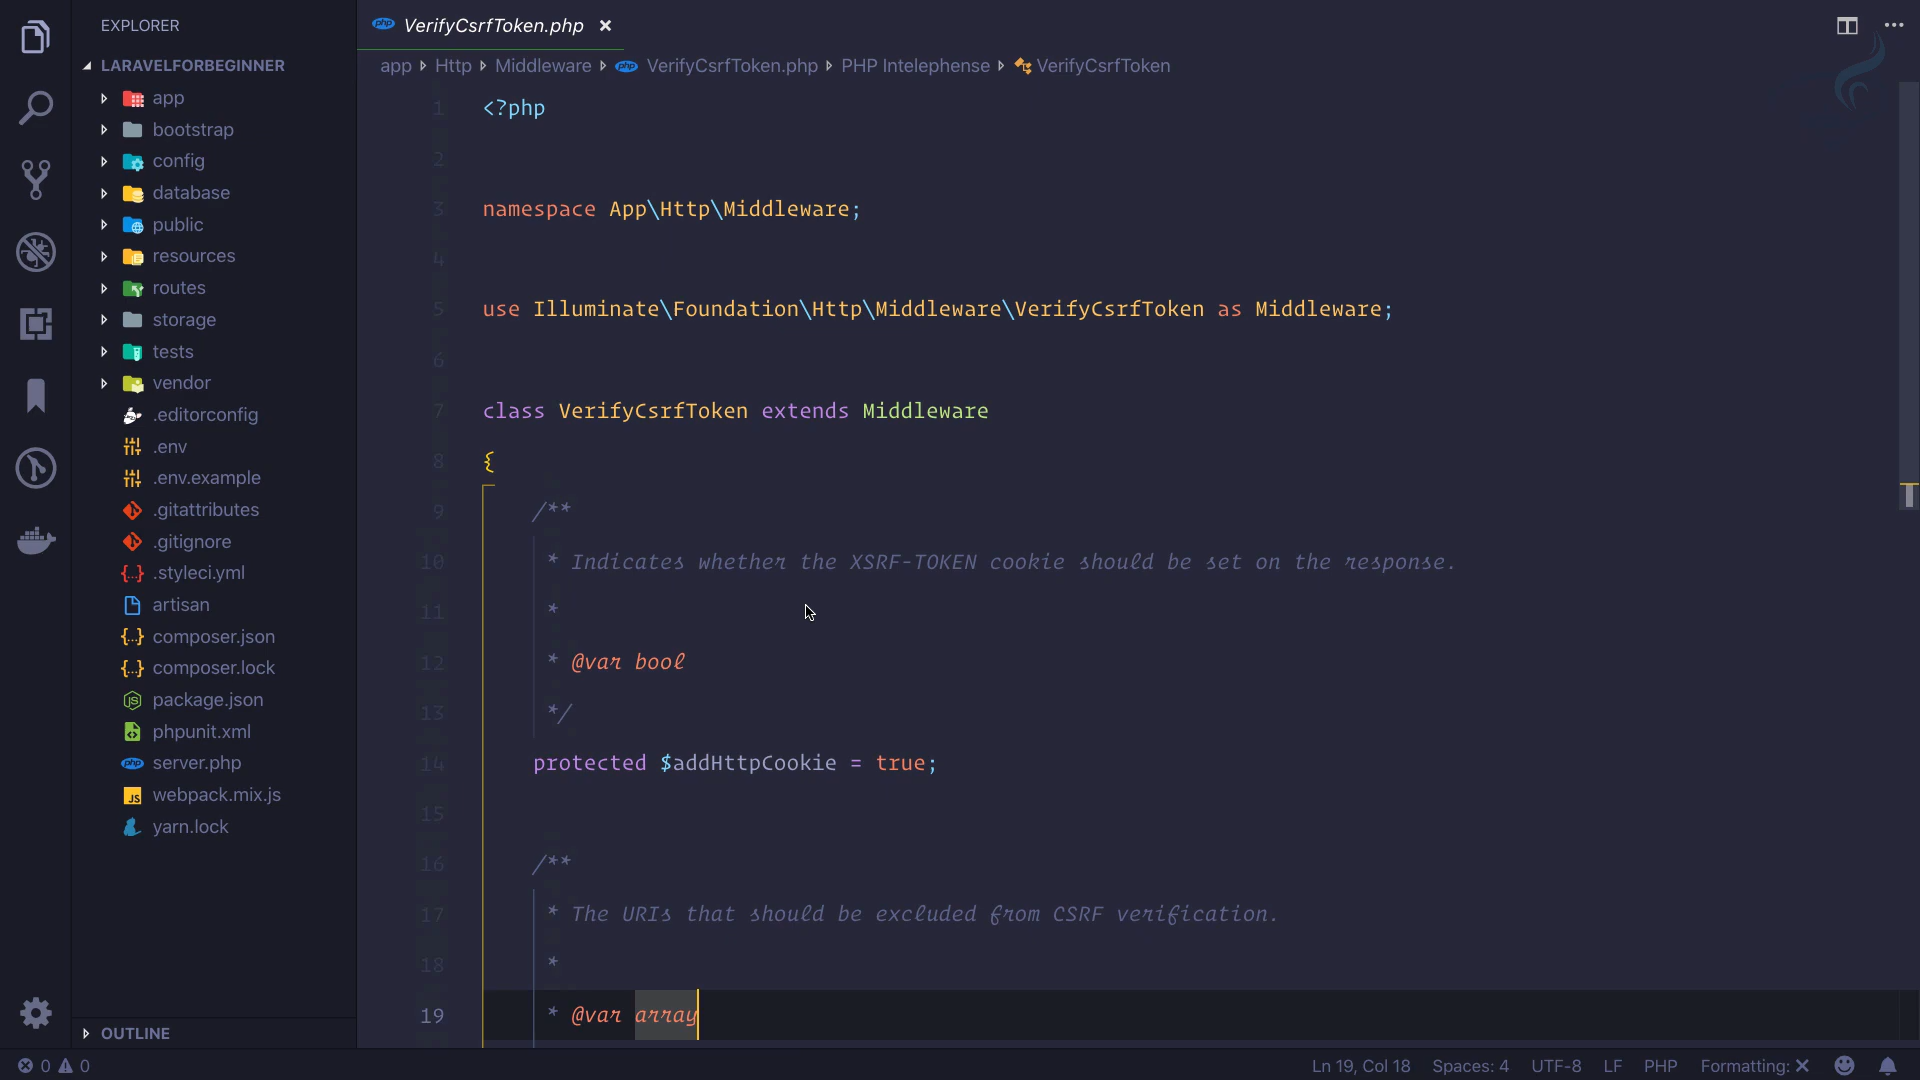 EXPLORER
LARAVELFORBEGINNER
app
bootstrap
config
database
public
resources
routes
storage
tests
vendor
.editorconfig
.env
.env.example
.gitattributes
.gitignore
.styleci.yml
artisan
composer.json
composer.lock
package.json
phpunit.xml
server.php
webpack.mix.js
yarn.lock
OUTLINE
VerifyCsrfToken.php
app Http Middleware VerifyCsrfToken.php PHP Intelephense VerifyCsrfToken
1 <?php
2
3 namespace App\Http\Middleware;
4
5 use Illuminate\Foundation\Http\Middleware\VerifyCsrfToken as Middleware;
6
7 class VerifyCsrfToken extends Middleware
8 {
9 /**
10 * Indicates whether the XSRF-TOKEN cookie should be set on the response.
11 *
12 * @var bool
13 */
14 protected $addHttpCookie = true;
15
16 /**
17 * The URIs that should be excluded from CSRF verification.
18 *
19 * @var array
0 0 Ln 19, Col 18 Spaces: 4 UTF-8 LF PHP Formatting: ✕